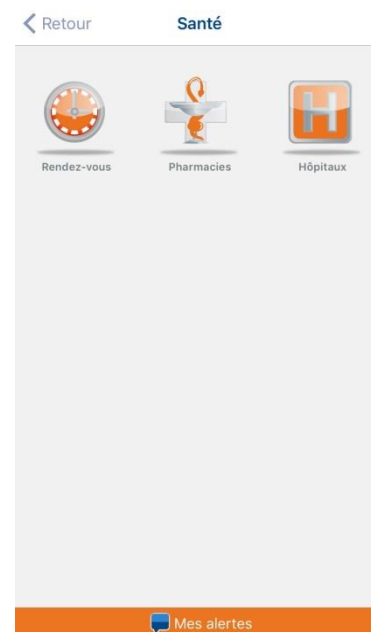 Retour
Santé
H
Rendez-vous
Pharmacies
Hôpitaux
Mes alertes